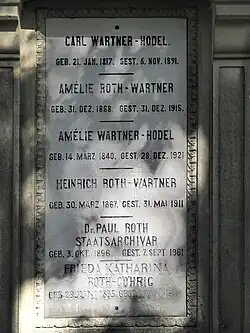 CARL WARTNER-HODEL.
GEB. 21. JAN. 1817. GEST. 6. NOV. 1891.
AMÉLIE ROTH-WARTNER
GEB. 31. DEZ. 1868. GEST. 31. DEZ. 1915.
AMÉLIE WARTNER-HODEL
GEB. 14. MÄRZ 1840. GEST. 28. DEZ. 1921
HEINRICH ROTH-WARTNER
GEB. 30. MÄRZ 1867. GEST. 31. MAI 1911
DR PAUL ROTH
STAATSARCHIVAR
GEB. 3. OKT. 1896 GEST. 7. SEPT. 1961
FRIEDA KATHARINA
ROTH-GÖHRIG
GEB.